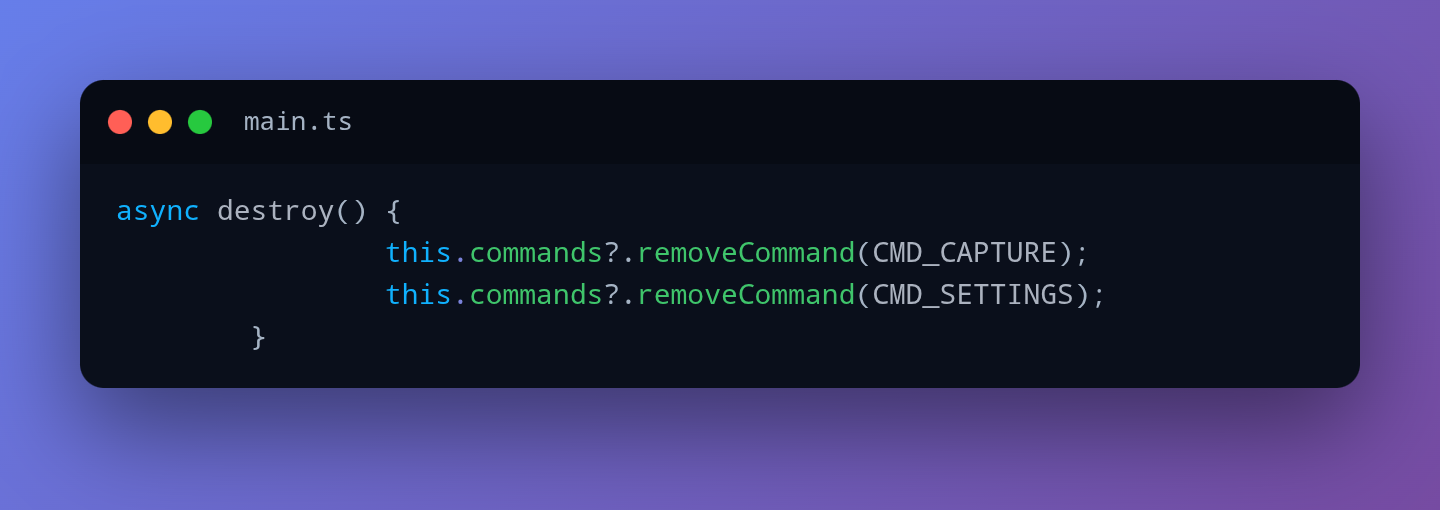 main.ts
async destroy() {
                this.commands?.removeCommand(CMD_CAPTURE);
                this.commands?.removeCommand(CMD_SETTINGS);
        }